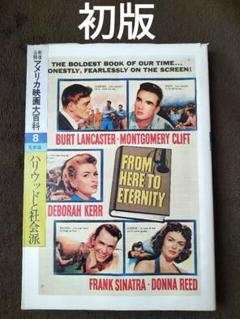 初版
アメリカ映画大百科
8
ハリウッドと社会派
THE BOLDEST BOOK OF OUR TIME...
ONESTLY, FEARLESSLY ON THE SCREEN!
BURT LANCASTER · MONTGOMERY CLIFT
FROM
HERE TO
ETERNITY
DEBORAH KERR
FRANK SINATRA · DONNA REED